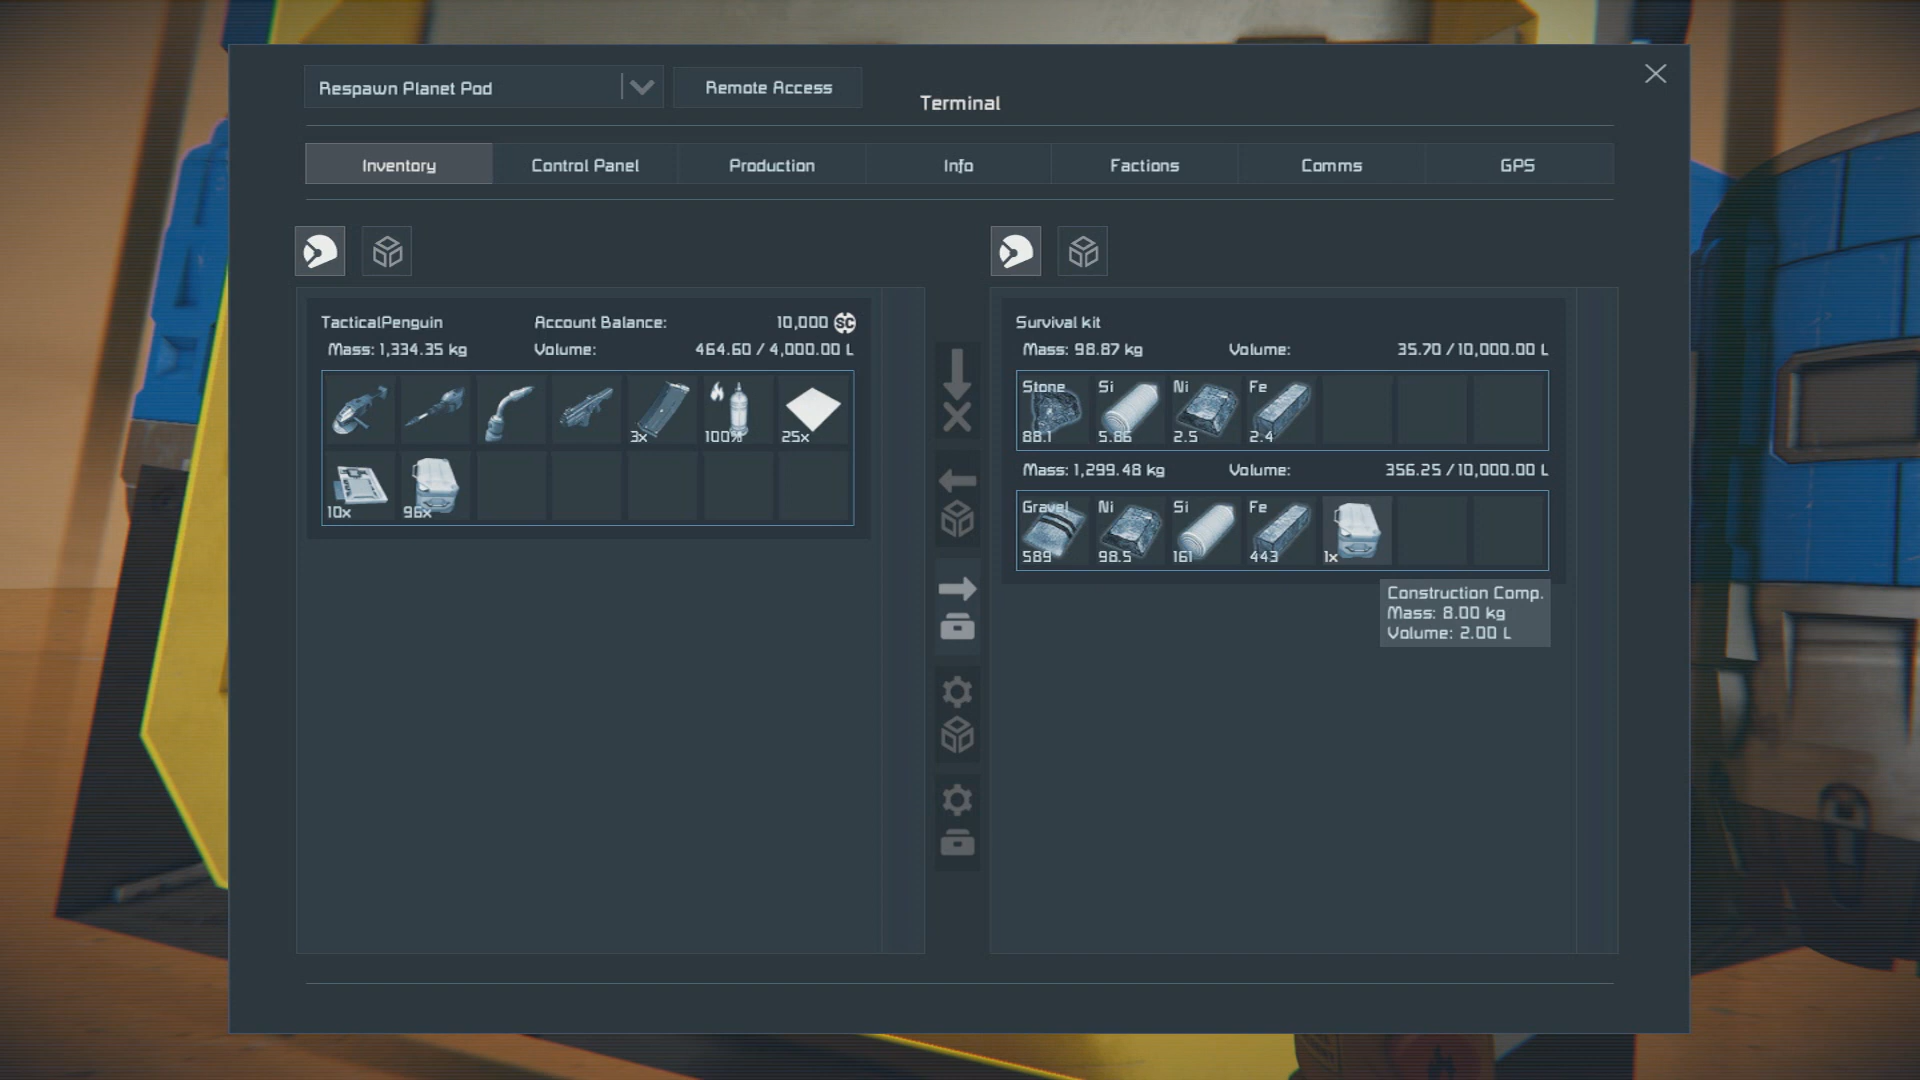 Respawn Planet Pod
Remote Access
Terminal
Inventory
Control Panel
Production
Info
Factions
Comms
GPS
TacticalPenguin
Account Balance:
10,000 SC
Mass: 1,334.35 kg
Volume:
464.60 / 4,000.00 L
3x
100%
25x
10x
96x
Survival kit
Mass: 98.87 kg
Volume:
35.70 / 10,000.00 L
Stone
Si
Ni
Fe
88.1
5.86
2.5
2.4
Mass: 1,299.48 kg
Volume:
356.25 / 10,000.00 L
Gravel
Ni
Si
Fe
589
98.5
161
443
1x
Construction Comp.
Mass: 8.00 kg
Volume: 2.00 L